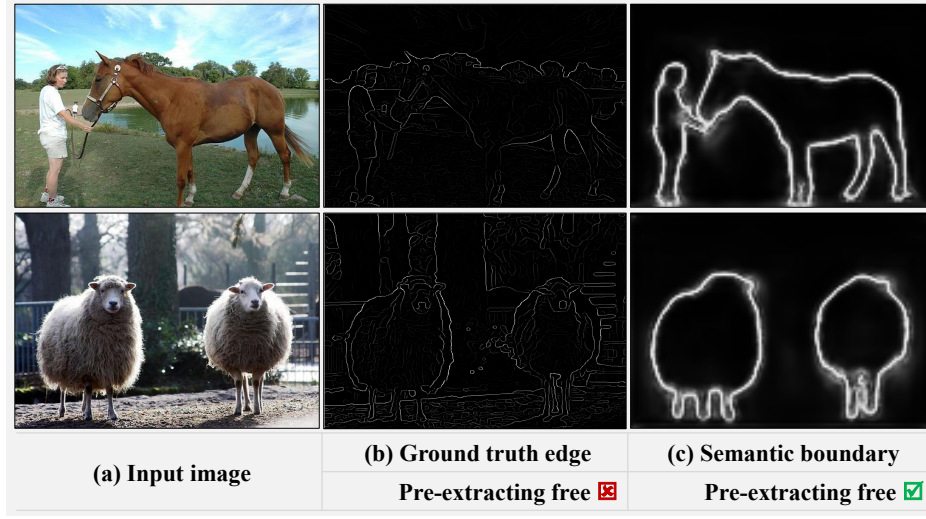 (a) Input image
(b) Ground truth edge
(c) Semantic boundary
Pre-extracting free
Pre-extracting free